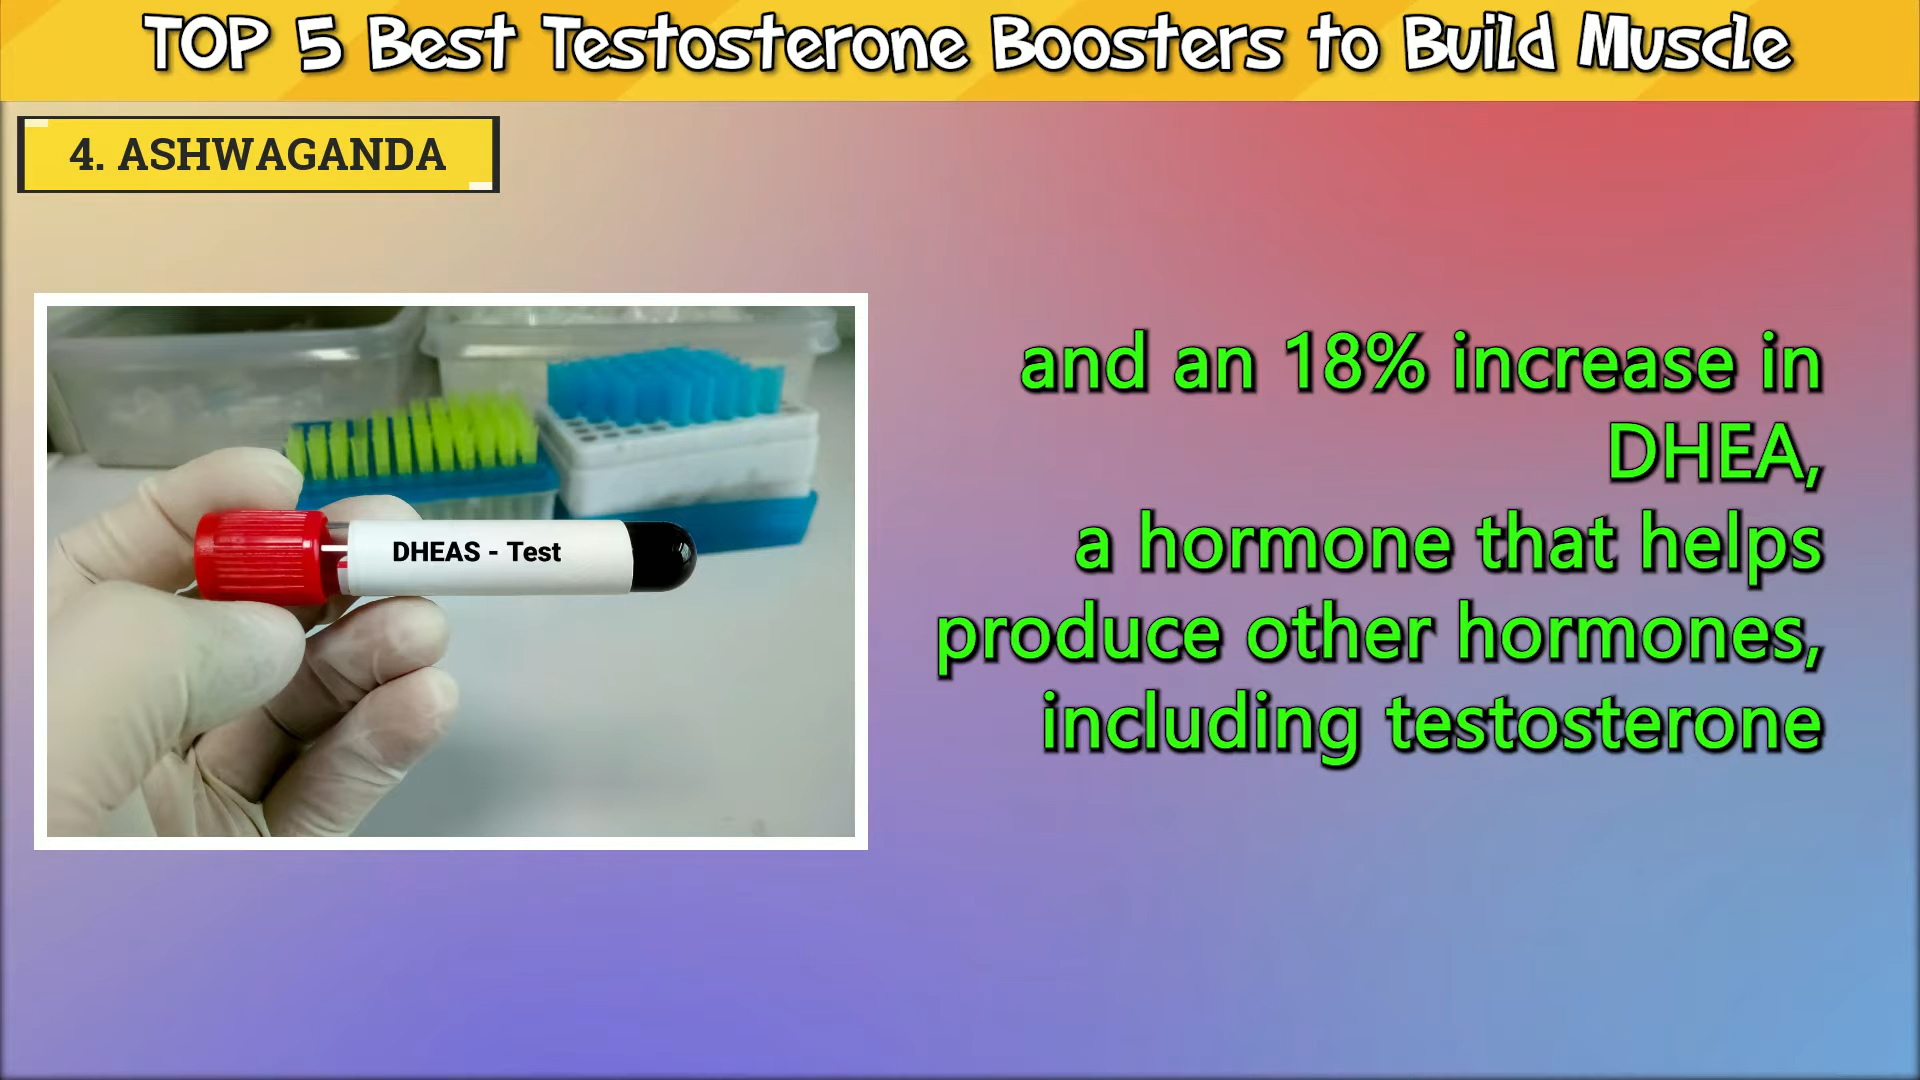 TOP 5 Best Testosterone Boosters to Build Muscle
4. ASHWAGANDA
DHEAS - Test
and an 18% increase in
DHEA,
a hormone that helps
produce other hormones,
including testosterone